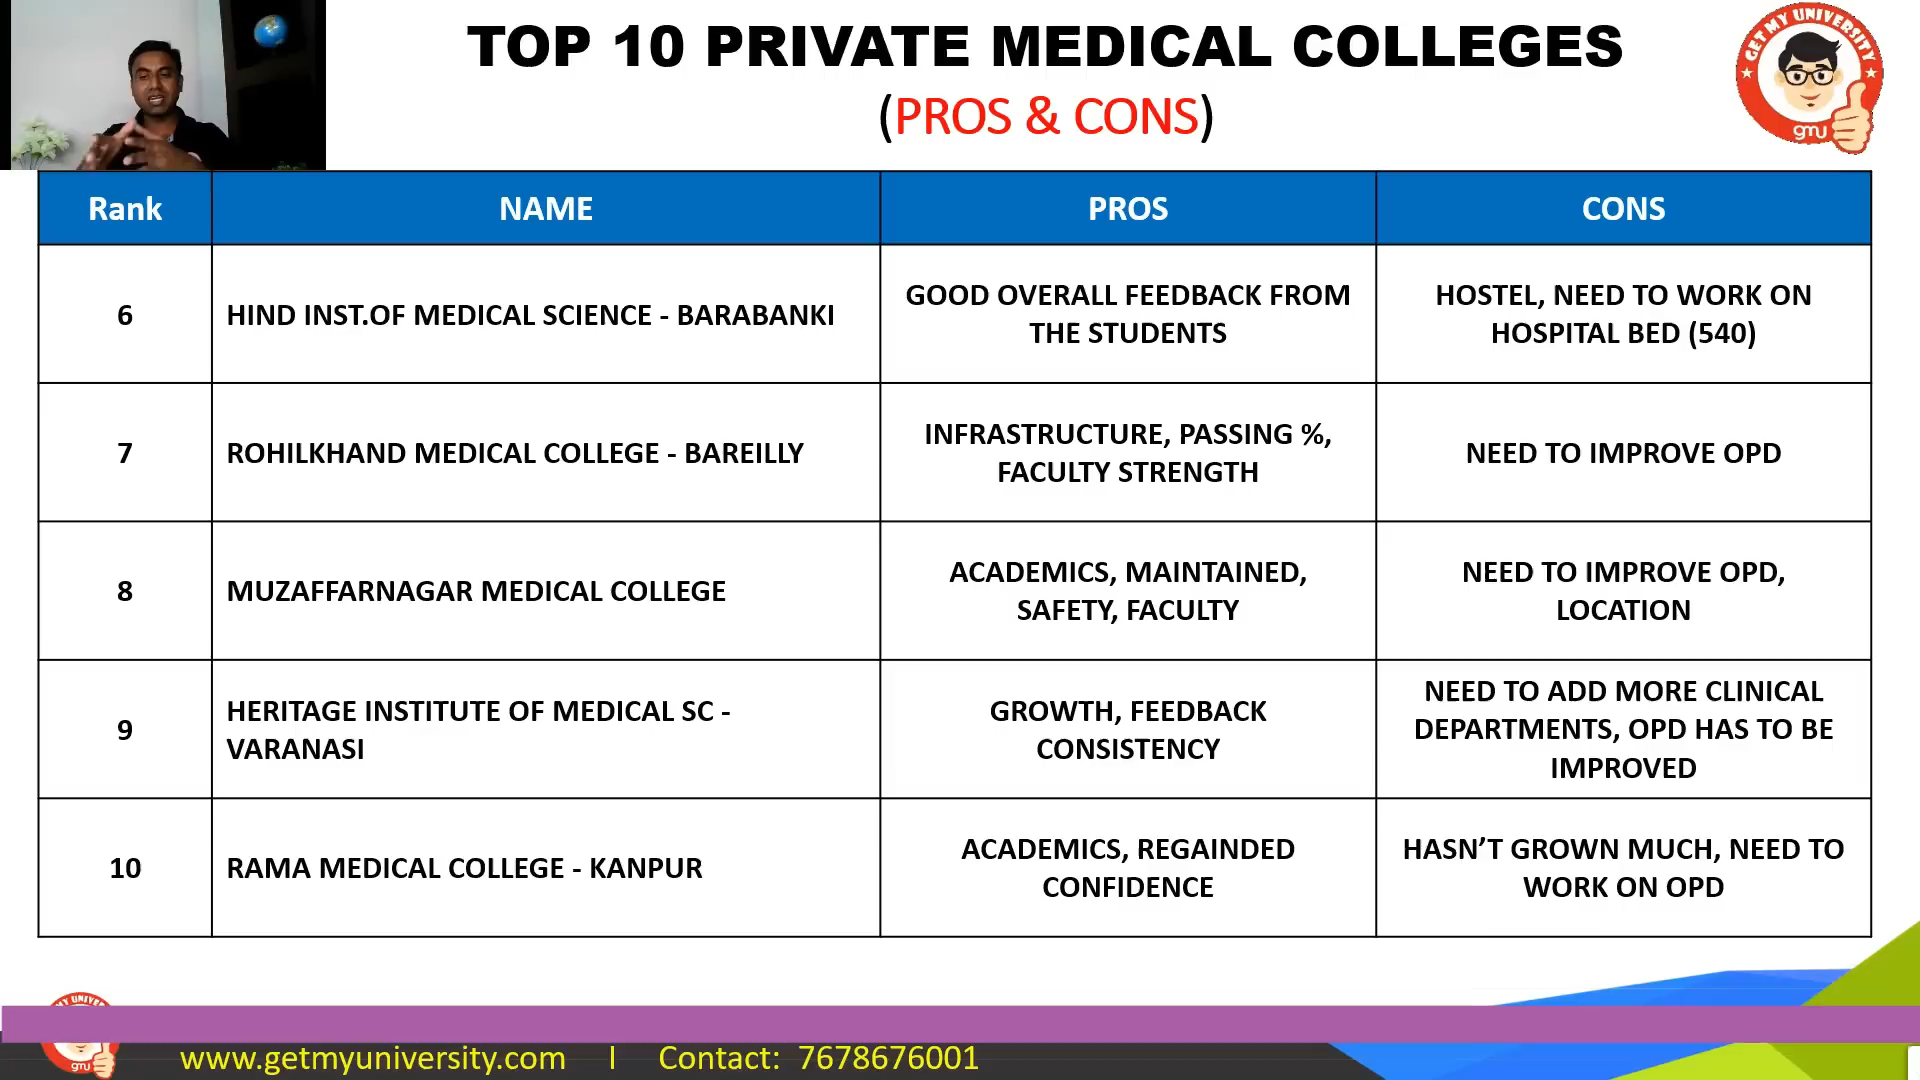 TOP 10 PRIVATE MEDICAL COLLEGES
(PROS & CONS)
GET MY UNIVERSITY
gmu
Rank
NAME
PROS
CONS
6
HIND INST.OF MEDICAL SCIENCE - BARABANKI
GOOD OVERALL FEEDBACK FROM
THE STUDENTS
HOSTEL, NEED TO WORK ON
HOSPITAL BED (540)
7
ROHILKHAND MEDICAL COLLEGE - BAREILLY
INFRASTRUCTURE, PASSING %,
FACULTY STRENGTH
NEED TO IMPROVE OPD
8
MUZAFFARNAGAR MEDICAL COLLEGE
ACADEMICS, MAINTAINED,
SAFETY, FACULTY
NEED TO IMPROVE OPD,
LOCATION
9
HERITAGE INSTITUTE OF MEDICAL SC -
VARANASI
GROWTH, FEEDBACK
CONSISTENCY
NEED TO ADD MORE CLINICAL
DEPARTMENTS, OPD HAS TO BE
IMPROVED
10
RAMA MEDICAL COLLEGE - KANPUR
ACADEMICS, REGAINDED
CONFIDENCE
HASN’T GROWN MUCH, NEED TO
WORK ON OPD
gmu
www.getmyuniversity.com I Contact: 7678676001